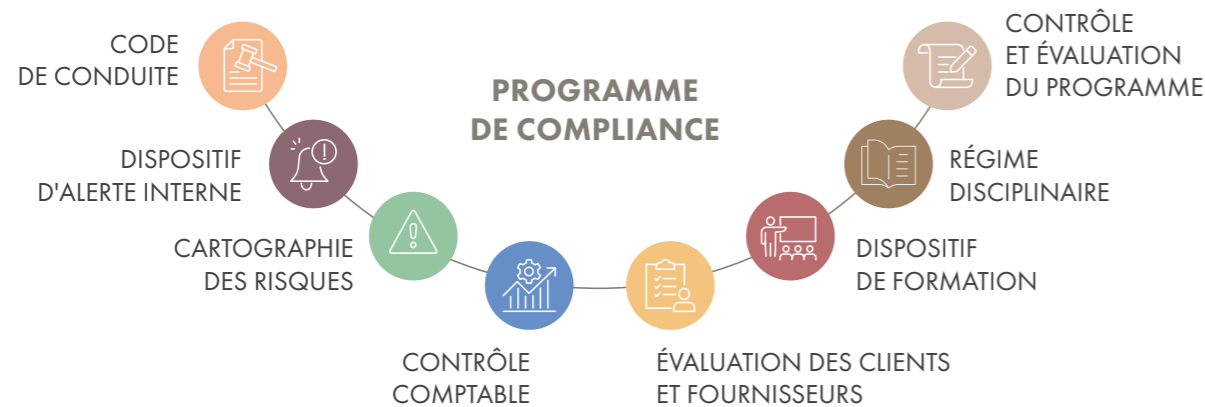 PROGRAMME
DE COMPLIANCE
CODE
DE CONDUITE
DISPOSITIF
D'ALERTE INTERNE
CARTOGRAPHIE
DES RISQUES
CONTRÔLE
COMPTABLE
ÉVALUATION DES CLIENTS
ET FOURNISSEURS
DISPOSITIF
DE FORMATION
RÉGIME
DISCIPLINAIRE
CONTRÔLE
ET ÉVALUATION
DU PROGRAMME